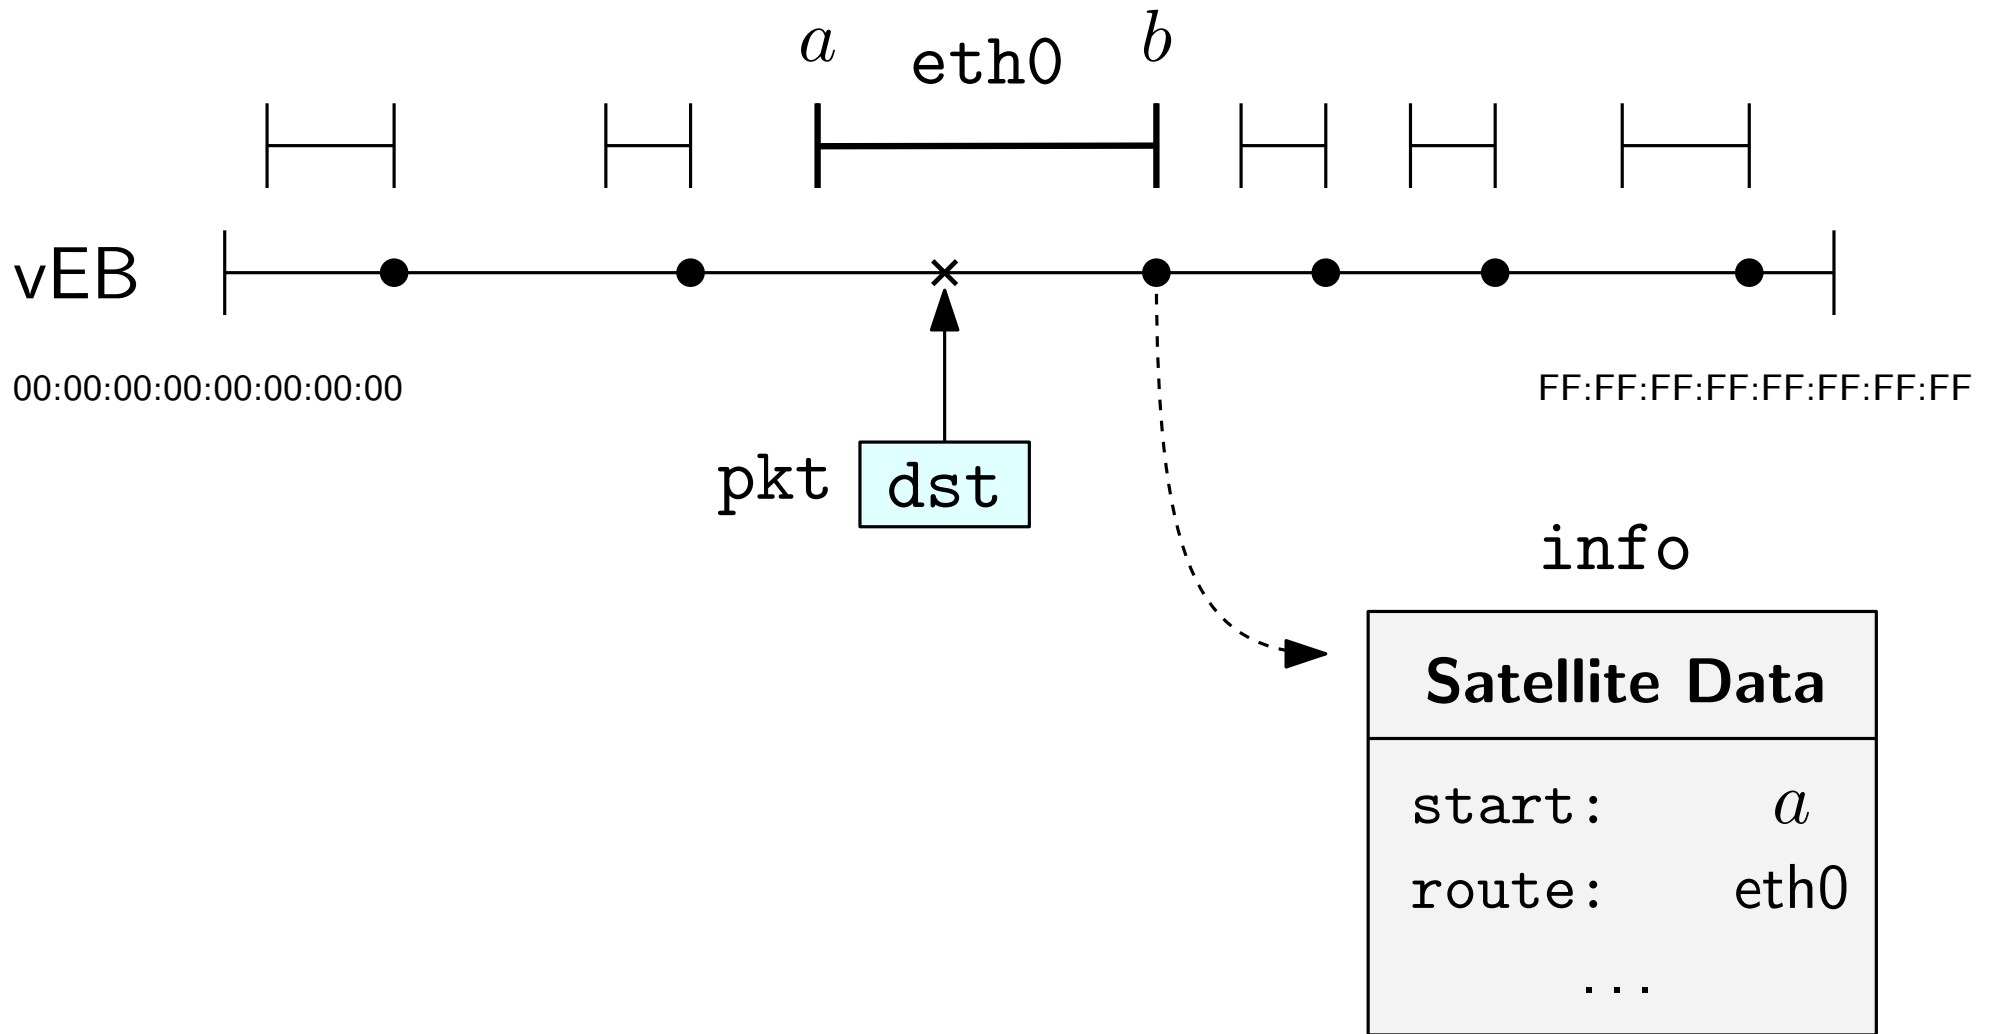 a
eth0
b
vEB
00:00:00:00:00:00:00:00
FF:FF:FF:FF:FF:FF:FF:FF
pkt
dst
info
Satellite Data
start: a
route: eth0
...